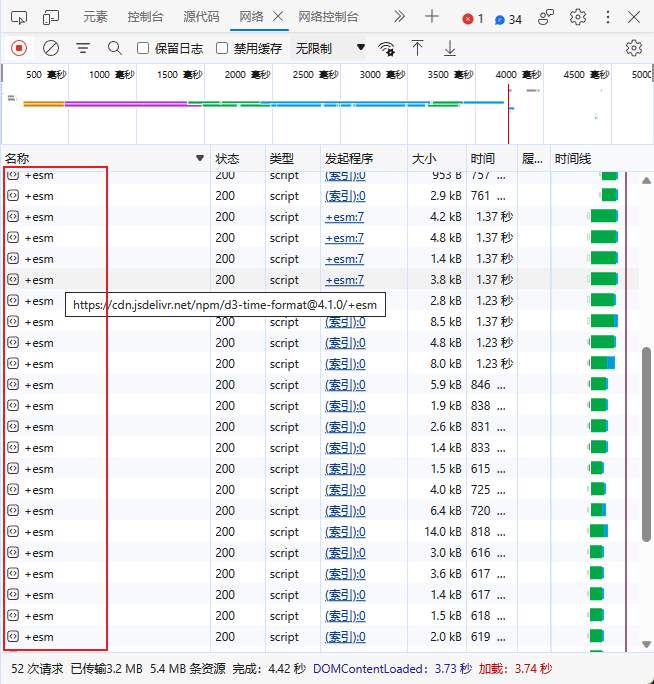 元素 控制台 源代码 网络 网络控制台 1 34
保留日志 禁用缓存 无限制
500 毫秒 1000 毫秒 1500 毫秒 2000 毫秒 2500 毫秒 3000 毫秒 3500 毫秒 4000 毫秒 4500 毫秒 5000
名称 状态 类型 发起程序 大小 时间 履... 时间线
+esm 200 script (索引):0 953 B 757 ...
+esm 200 script (索引):0 2.9 kB 761 ...
+esm 200 script +esm:7 4.2 kB 1.37 秒
+esm 200 script +esm:7 4.8 kB 1.37 秒
+esm 200 script +esm:7 1.4 kB 1.37 秒
+esm 200 script +esm:7 3.8 kB 1.37 秒
+esm 2.8 kB 1.23 秒
https://cdn.jsdelivr.net/npm/d3-time-format@4.1.0/+esm
+esm 200 script (索引):0 8.5 kB 1.37 秒
+esm 200 script (索引):0 4.8 kB 1.23 秒
+esm 200 script (索引):0 8.0 kB 1.23 秒
+esm 200 script (索引):0 5.9 kB 846 ...
+esm 200 script (索引):0 1.9 kB 838 ...
+esm 200 script (索引):0 2.6 kB 831 ...
+esm 200 script (索引):0 1.4 kB 833 ...
+esm 200 script (索引):0 1.5 kB 615 ...
+esm 200 script (索引):0 4.0 kB 725 ...
+esm 200 script (索引):0 6.4 kB 720 ...
+esm 200 script (索引):0 14.0 kB 818 ...
+esm 200 script (索引):0 3.0 kB 616 ...
+esm 200 script (索引):0 3.6 kB 617 ...
+esm 200 script (索引):0 1.4 kB 617 ...
+esm 200 script (索引):0 1.5 kB 618 ...
+esm 200 script (索引):0 2.0 kB 619 ...
52 次请求 已传输3.2 MB 5.4 MB 条资源 完成：4.42 秒 DOMContentLoaded：3.73 秒 加载：3.74 秒